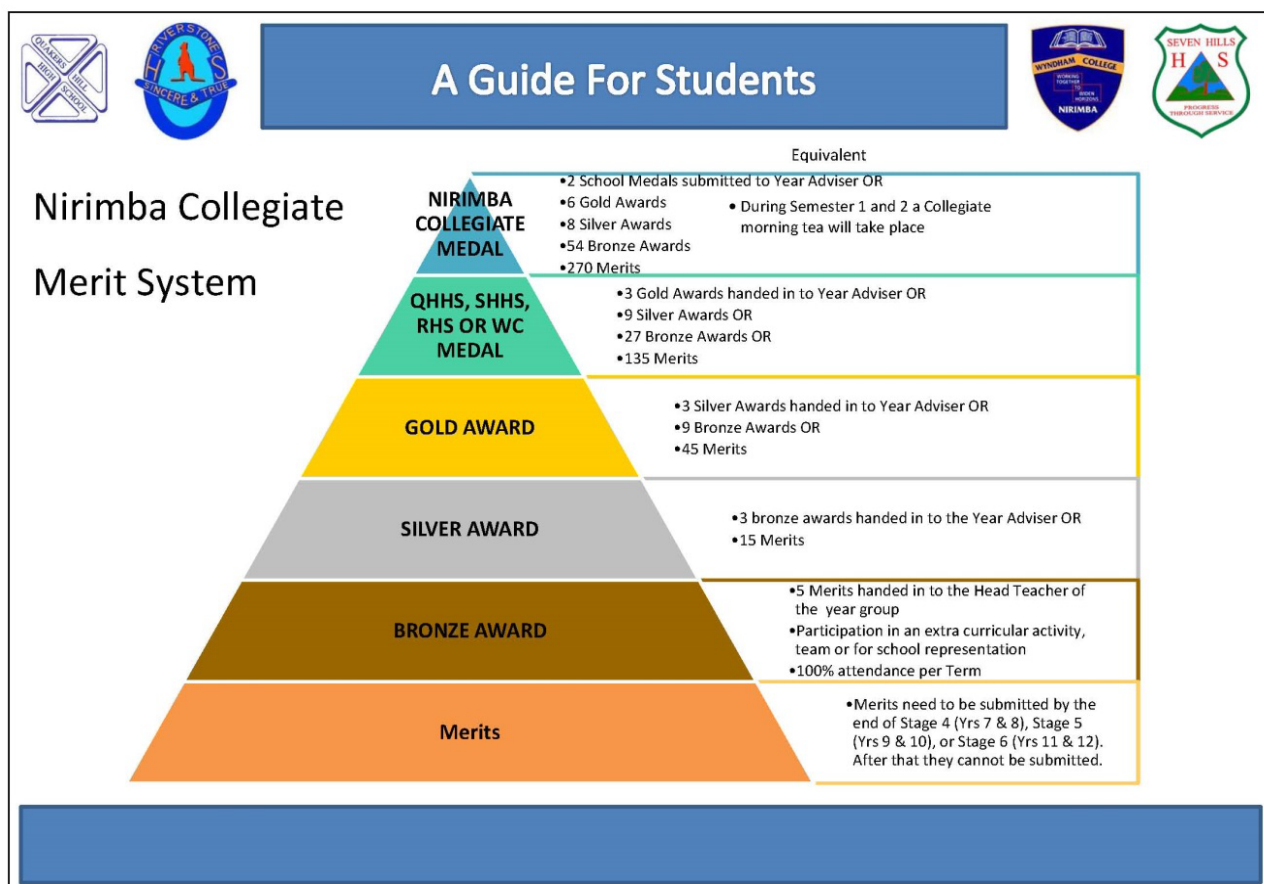 QUAKERS HILL
HIGH SCHOOL
RIVERSTONE
H S
SINCERE & TRUE
A Guide For Students
WYNDHAM COLLEGE
WORKING
TOGETHER
TO
WIDEN
HORIZONS
NIRIMBA
SEVEN HILLS
H S
PROGRESS
THROUGH SERVICE
Nirimba Collegiate
Merit System
Equivalent
NIRIMBA
COLLEGIATE
MEDAL
•2 School Medals submitted to Year Adviser OR
•6 Gold Awards
•8 Silver Awards
•54 Bronze Awards
•270 Merits
• During Semester 1 and 2 a Collegiate
morning tea will take place
QHHS, SHHS,
RHS OR WC
MEDAL
•3 Gold Awards handed in to Year Adviser OR
•9 Silver Awards OR
•27 Bronze Awards OR
•135 Merits
GOLD AWARD
•3 Silver Awards handed in to Year Adviser OR
•9 Bronze Awards OR
•45 Merits
SILVER AWARD
•3 bronze awards handed in to the Year Adviser OR
•15 Merits
BRONZE AWARD
•5 Merits handed in to the Head Teacher of
the year group
•Participation in an extra curricular activity,
team or for school representation
•100% attendance per Term
Merits
•Merits need to be submitted by the
end of Stage 4 (Yrs 7 & 8), Stage 5
(Yrs 9 & 10), or Stage 6 (Yrs 11 & 12).
After that they cannot be submitted.